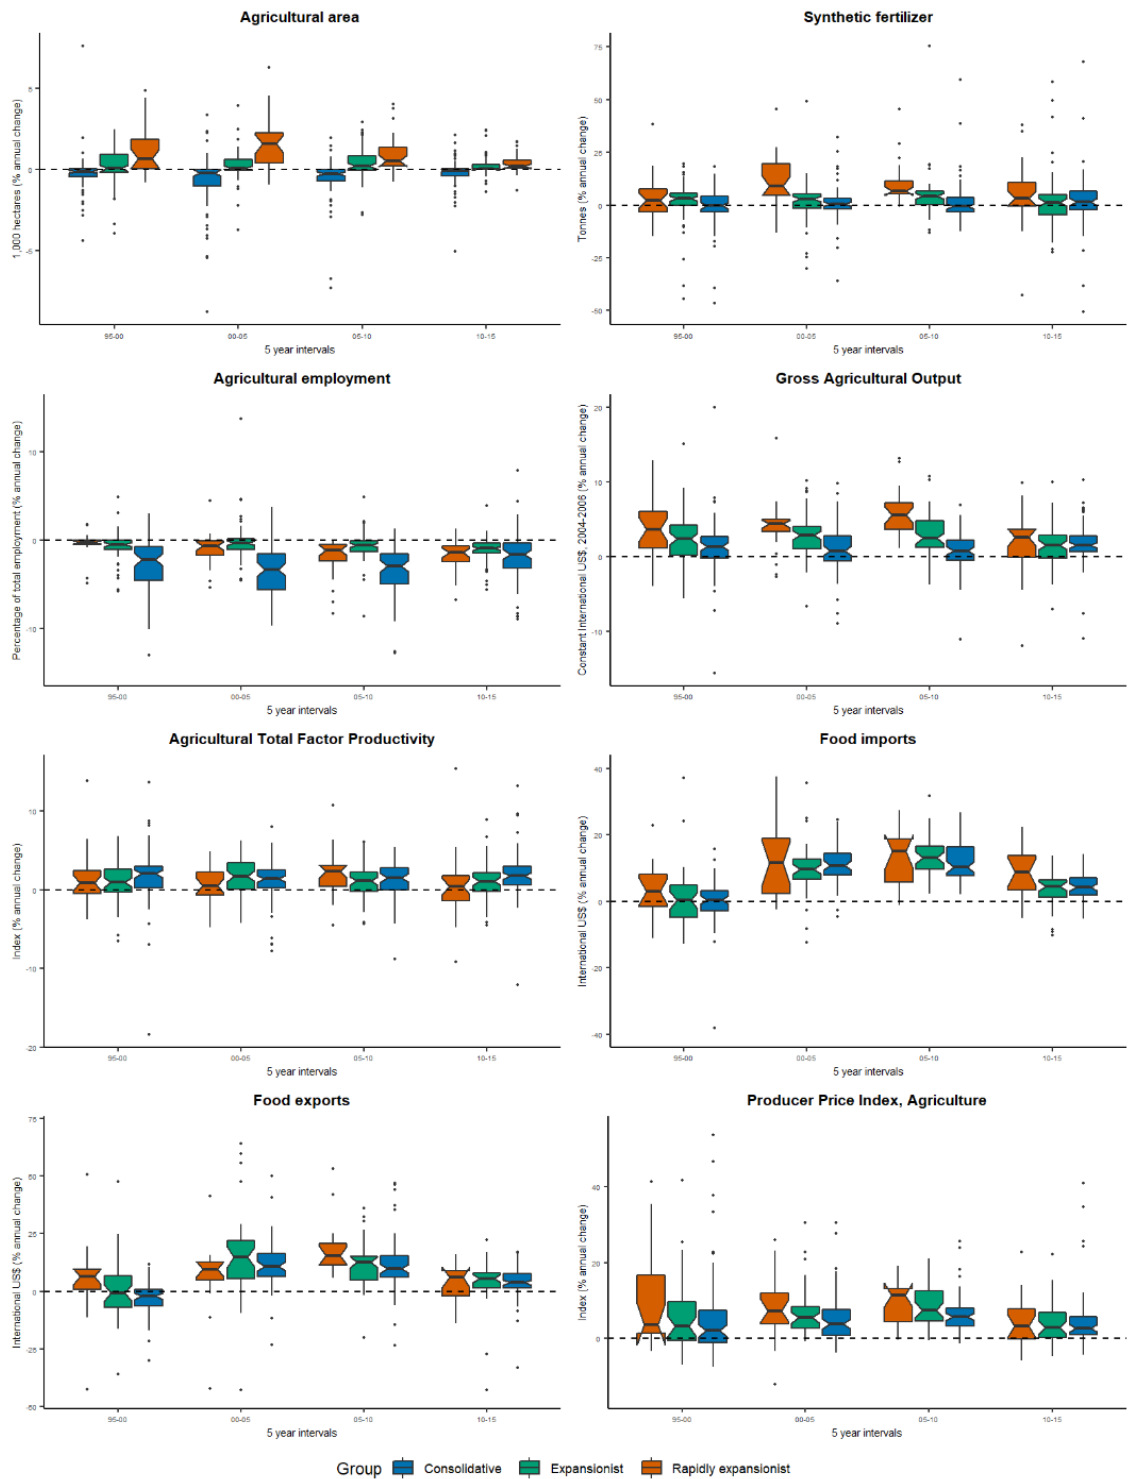 Agricultural area
1,000 hectares(% annual change)
5
0
-5
95-00
00-05
05-10
10-15
5 year intervals
Synthetic fertilizer
Tonnes (% annual change)
75
50
25
0
-25
-50
95-00
00-05
05-10
10-15
5 year intervals
Agricultural employment
Percentage of total employment (% annual change)
10
0
-10
95-00
00-05
05-10
10-15
5 year intervals
Gross Agricultural Output
Constant International US$, 2004-2006 (% annual change)
20
10
0
-10
95-00
00-05
05-10
10-15
5 year intervals
Agricultural Total Factor Productivity
Index (% annual change)
10
0
-10
-20
95-00
00-05
05-10
10-15
5 year intervals
Food imports
International US$ (% annual change)
40
20
0
-20
-40
95-00
00-05
05-10
10-15
5 year intervals
Food exports
International US$ (% annual change)
75
50
25
0
-25
-50
95-00
00-05
05-10
10-15
5 year intervals
Producer Price Index, Agriculture
Index (% annual change)
40
20
0
95-00
00-05
05-10
10-15
5 year intervals
Group Consolidative Expansionist Rapidly expansionist